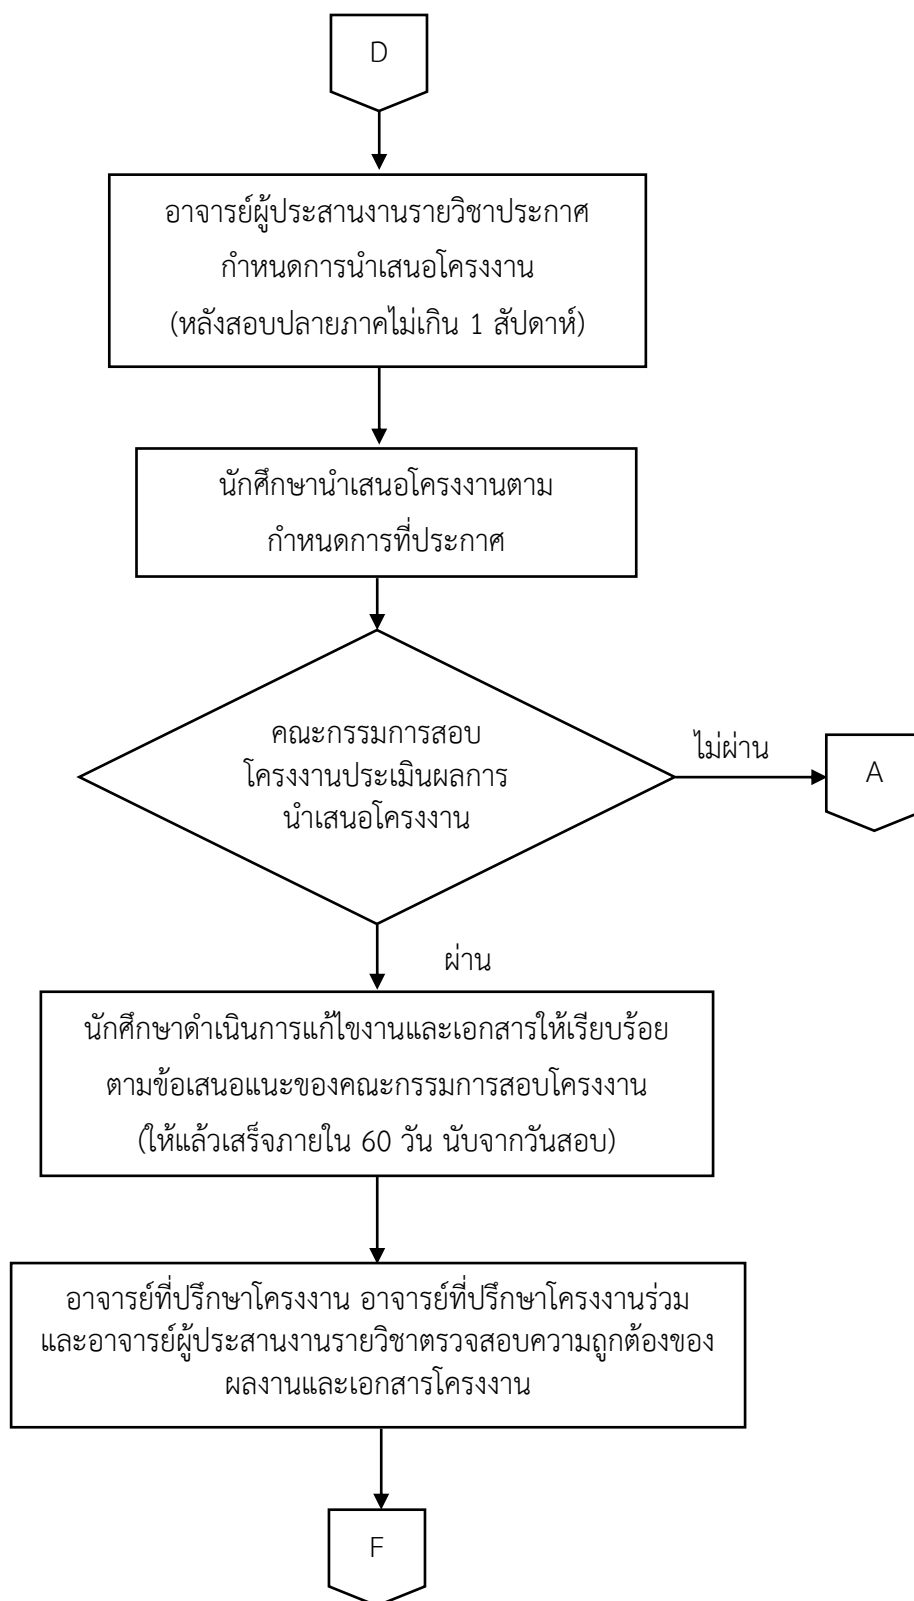 D
อาจารย์ผู้ประสานงานรายวิชาประกาศ
กำหนดการนำเสนอโครงงาน
(หลังสอบปลายภาคไม่เกิน 1 สัปดาห์)
นักศึกษานำเสนอโครงงานตาม
กำหนดการที่ประกาศ
คณะกรรมการสอบ
โครงงานประเมินผลการ
นำเสนอโครงงาน
ไม่ผ่าน
A
ผ่าน
นักศึกษาดำเนินการแก้ไขงานและเอกสารให้เรียบร้อย
ตามข้อเสนอแนะของคณะกรรมการสอบโครงงาน
(ให้แล้วเสร็จภายใน 60 วัน นับจากวันสอบ)
อาจารย์ที่ปรึกษาโครงงาน อาจารย์ที่ปรึกษาโครงงานร่วม
และอาจารย์ผู้ประสานงานรายวิชาตรวจสอบความถูกต้องของ
ผลงานและเอกสารโครงงาน
F